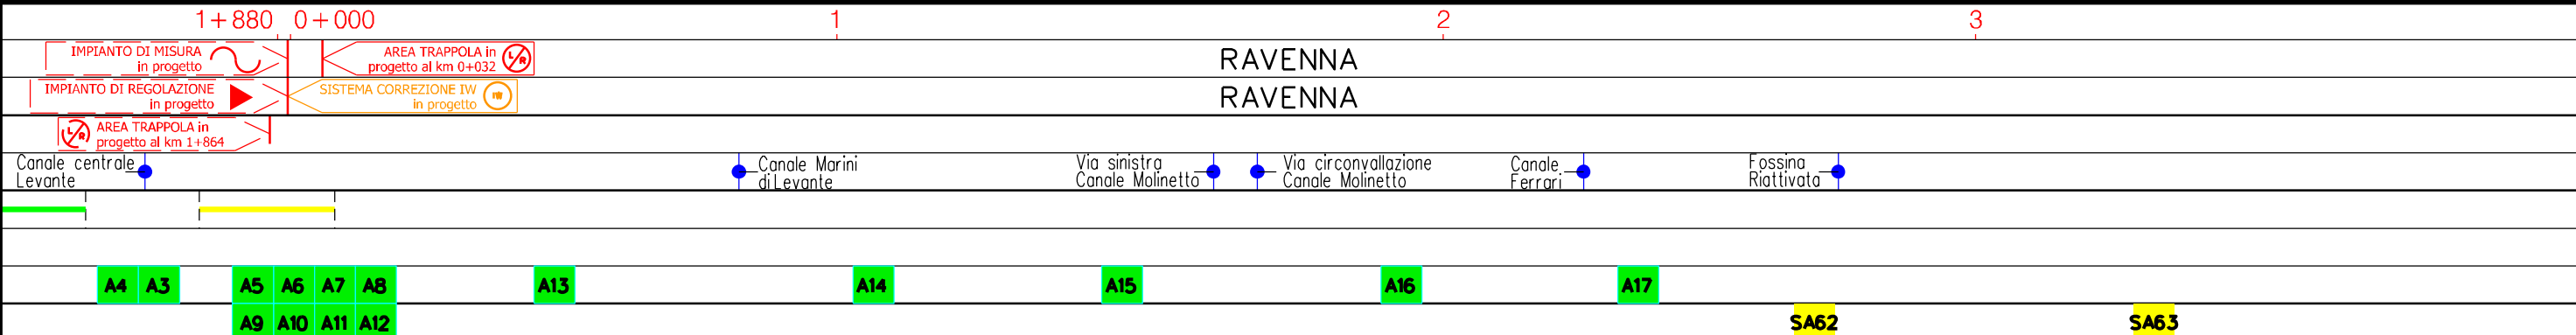 1+880 0+000 1 2 3
IMPIANTO DI MISURA
in progetto
AREA TRAPPOLA in
progetto al km 0+032
L/R
RAVENNA
IMPIANTO DI REGOLAZIONE
in progetto
SISTEMA CORREZIONE IW
in progetto
IW
RAVENNA
L/R
AREA TRAPPOLA in
progetto al km 1+864
Canale centrale
Levante
Canale Marini
di Levante
Via sinistra
Canale Molinetto
Via circonvallazione
Canale Molinetto
Canale
Ferrari
Fossina
Riattivata
A4 A3 A5 A6 A7 A8 A13 A14 A15 A16 A17
A9 A10 A11 A12 SA62 SA63